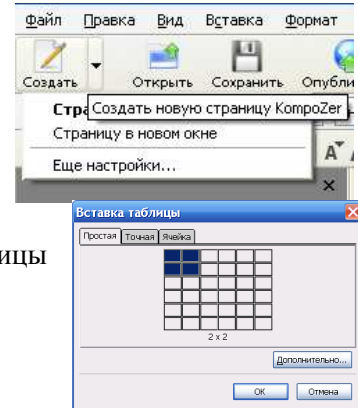 Файл Правка Вид Вставка Формат
Создать Открыть Сохранить Опубли
Стра Создать новую страницу KompoZer
Страницу в новом окне
Еще настройки...
Вставка таблицы
Простая Точная Ячейка
ицы
2 x 2
Дополнительно...
ОК Отмена